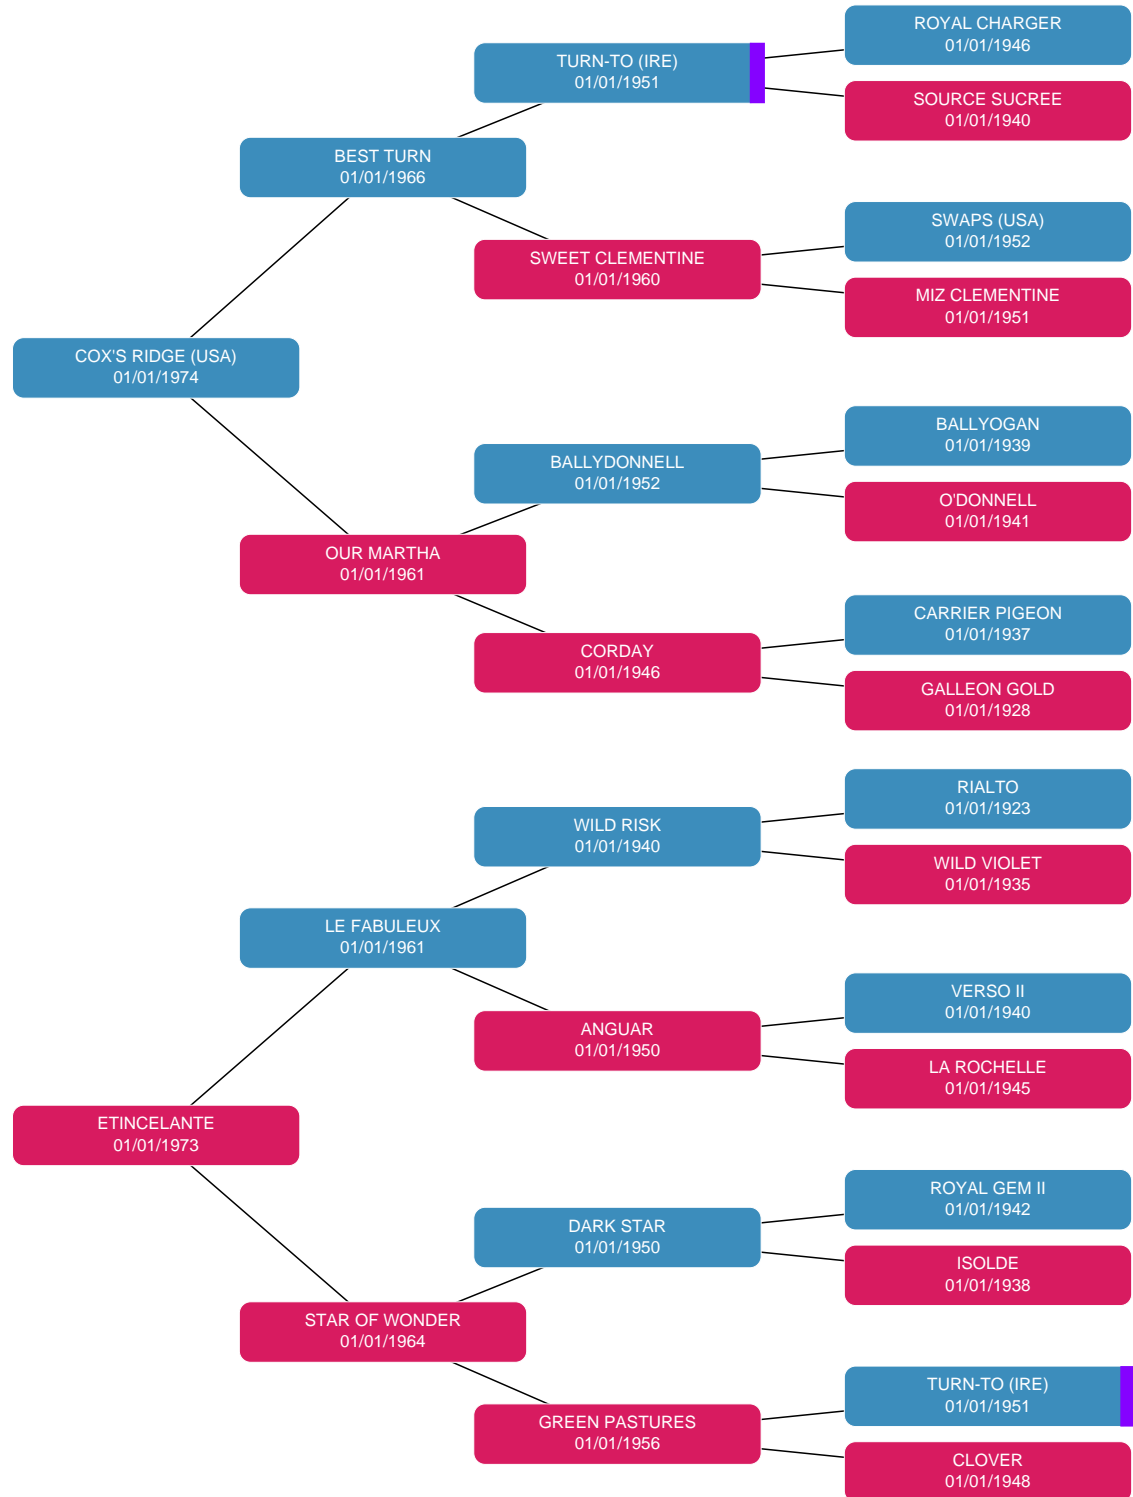 ROYAL CHARGER
01/01/1946
TURN-TO (IRE)
01/01/1951
SOURCE SUCREE
01/01/1940
BEST TURN
01/01/1966
SWAPS (USA)
01/01/1952
SWEET CLEMENTINE
01/01/1960
MIZ CLEMENTINE
01/01/1951
COX'S RIDGE (USA)
01/01/1974
BALLYOGAN
01/01/1939
BALLYDONNELL
01/01/1952
O'DONNELL
01/01/1941
OUR MARTHA
01/01/1961
CARRIER PIGEON
01/01/1937
CORDAY
01/01/1946
GALLEON GOLD
01/01/1928
RIALTO
01/01/1923
WILD RISK
01/01/1940
WILD VIOLET
01/01/1935
LE FABULEUX
01/01/1961
VERSO II
01/01/1940
ANGUAR
01/01/1950
LA ROCHELLE
01/01/1945
ETINCELANTE
01/01/1973
ROYAL GEM II
01/01/1942
DARK STAR
01/01/1950
ISOLDE
01/01/1938
STAR OF WONDER
01/01/1964
TURN-TO (IRE)
01/01/1951
GREEN PASTURES
01/01/1956
CLOVER
01/01/1948